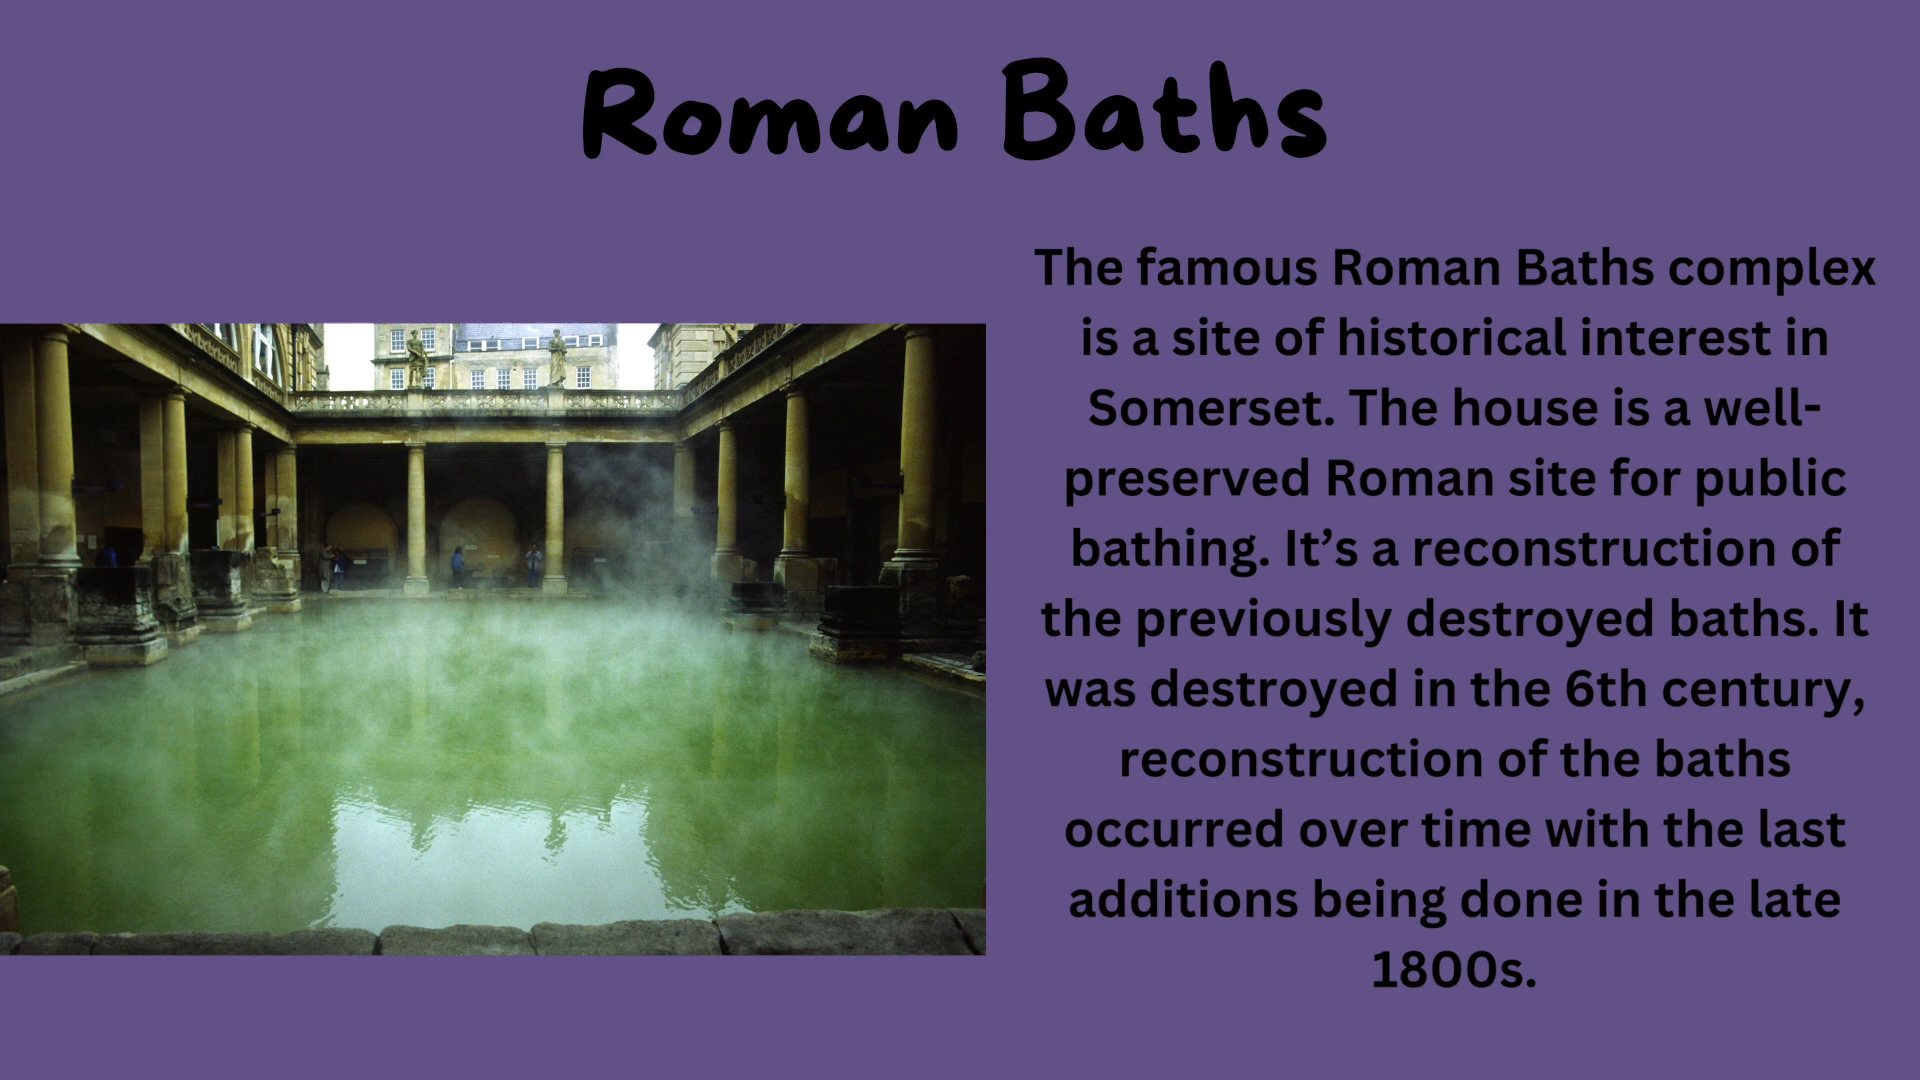 Roman Baths
The famous Roman Baths complex
is a site of historical interest in
Somerset. The house is a well-
preserved Roman site for public
bathing. It’s a reconstruction of
the previously destroyed baths. It
was destroyed in the 6th century,
reconstruction of the baths
occurred over time with the last
additions being done in the late
1800s.